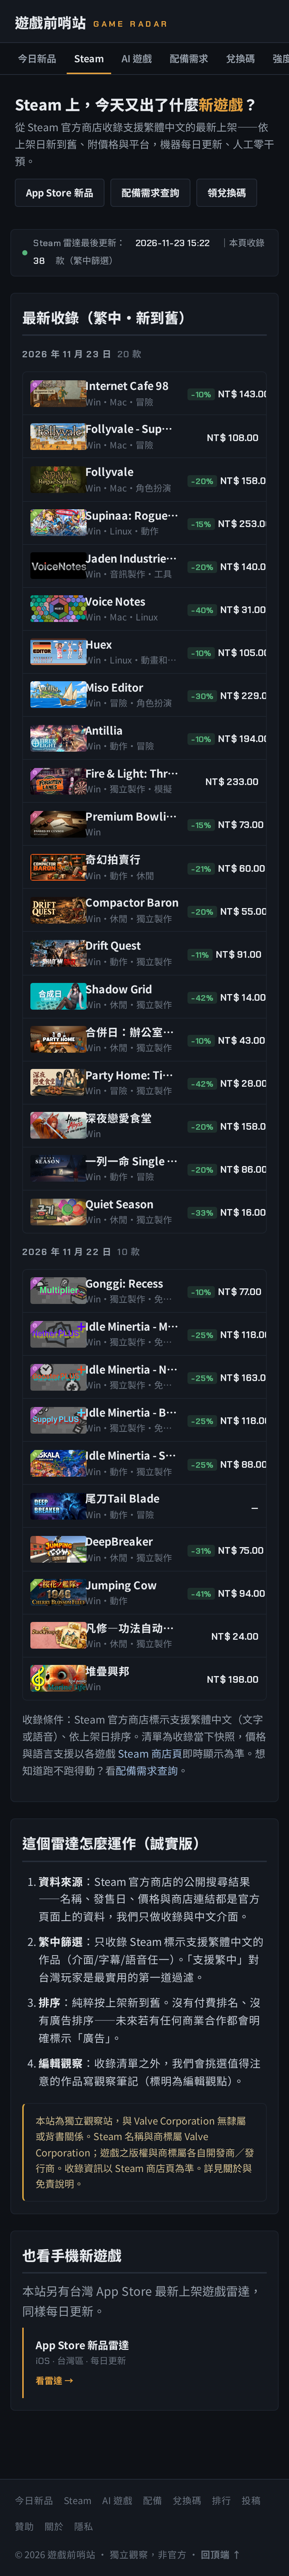 遊戲前哨站 GAME RADAR
今日新品 Steam AI 遊戲 配備需求 兌換碼
Steam 上，今天又出了什麼新遊戲？
從 Steam 官方商店收錄支援繁體中文的最新上架——依
上架日新到舊、附價格與平台，機器每日更新、人工零干
預。
App Store 新品 配備需求查詢 領兌換碼
Steam 雷達最後更新： 2026-11-23 15:22 ｜本頁收錄
38 款（繁中篩選）
最新收錄（繁中・新到舊）
2026 年 11 月 23 日 20 款
Internet Cafe 98
Win・Mac・冒險
-10% NT$ 143.00
Follyvale - Sup…
Win・Mac・冒險
NT$ 108.00
Follyvale
Win・Mac・角色扮演
-20% NT$ 158.0
Supinaa: Rogue…
Win・Linux・動作
-15% NT$ 253.0
Jaden Industrie…
Win・音訊製作・工具
-20% NT$ 140.0
Voice Notes
Win・Mac・Linux
-40% NT$ 31.00
Huex
Win・Linux・動畫和…
-10% NT$ 105.00
Miso Editor
Win・冒險・角色扮演
-30% NT$ 229.0
Antillia
Win・動作・冒險
-10% NT$ 194.00
Fire & Light: Thr…
Win・獨立製作・模擬
NT$ 233.00
Premium Bowli…
Win
-15% NT$ 73.00
奇幻拍賣行
Win・動作・休閒
-21% NT$ 60.00
Compactor Baron
Win・休閒・獨立製作
-20% NT$ 55.00
Drift Quest
Win・動作・獨立製作
-11% NT$ 91.00
Shadow Grid
Win・休閒・獨立製作
-42% NT$ 14.00
合併日：辦公室…
Win・休閒・獨立製作
-10% NT$ 43.00
Party Home: Ti…
Win・冒險・獨立製作
-42% NT$ 28.00
深夜戀愛食堂
Win
-20% NT$ 158.0
一列一命 Single …
Win・動作・冒險
-20% NT$ 86.00
Quiet Season
Win・休閒・獨立製作
-33% NT$ 16.00
2026 年 11 月 22 日 10 款
Gonggi: Recess
Win・獨立製作・免…
-10% NT$ 77.00
Idle Minertia - M…
Win・獨立製作・免…
-25% NT$ 118.00
Idle Minertia - N…
Win・獨立製作・免…
-25% NT$ 163.0
Idle Minertia - B…
Win・獨立製作・免…
-25% NT$ 118.00
Idle Minertia - S…
Win・動作・獨立製作
-25% NT$ 88.00
尾刀Tail Blade
Win・動作・冒險
—
DeepBreaker
Win・休閒・獨立製作
-31% NT$ 75.00
Jumping Cow
Win・動作
-41% NT$ 94.00
凡修—功法自动…
Win・休閒・獨立製作
NT$ 24.00
堆疊興邦
Win
NT$ 198.00
收錄條件：Steam 官方商店標示支援繁體中文（文字
或語音）、依上架日排序。清單為收錄當下快照，價格
與語言支援以各遊戲 Steam 商店頁即時顯示為準。想
知道跑不跑得動？看配備需求查詢。
這個雷達怎麼運作（誠實版）
1. 資料來源：Steam 官方商店的公開搜尋結果
——名稱、發售日、價格與商店連結都是官方
頁面上的資料，我們只做收錄與中文介面。
2. 繁中篩選：只收錄 Steam 標示支援繁體中文的
作品（介面/字幕/語音任一）。「支援繁中」對
台灣玩家是最實用的第一道過濾。
3. 排序：純粹按上架新到舊。沒有付費排名、沒
有廣告排序——未來若有任何商業合作都會明
確標示「廣告」。
4. 編輯觀察：收錄清單之外，我們會挑選值得注
意的作品寫觀察筆記（標明為編輯觀點）。
本站為獨立觀察站，與 Valve Corporation 無隸屬
或背書關係。Steam 名稱與商標屬 Valve
Corporation；遊戲之版權與商標屬各自開發商／發
行商。收錄資訊以 Steam 商店頁為準。詳見關於與
免責說明。
也看手機新遊戲
本站另有台灣 App Store 最新上架遊戲雷達，
同樣每日更新。
App Store 新品雷達
iOS · 台灣區 · 每日更新
看雷達 →
今日新品 Steam AI 遊戲 配備 兌換碼 排行 投稿
贊助 關於 隱私
© 2026 遊戲前哨站 · 獨立觀察，非官方 · 回頂端 ↑